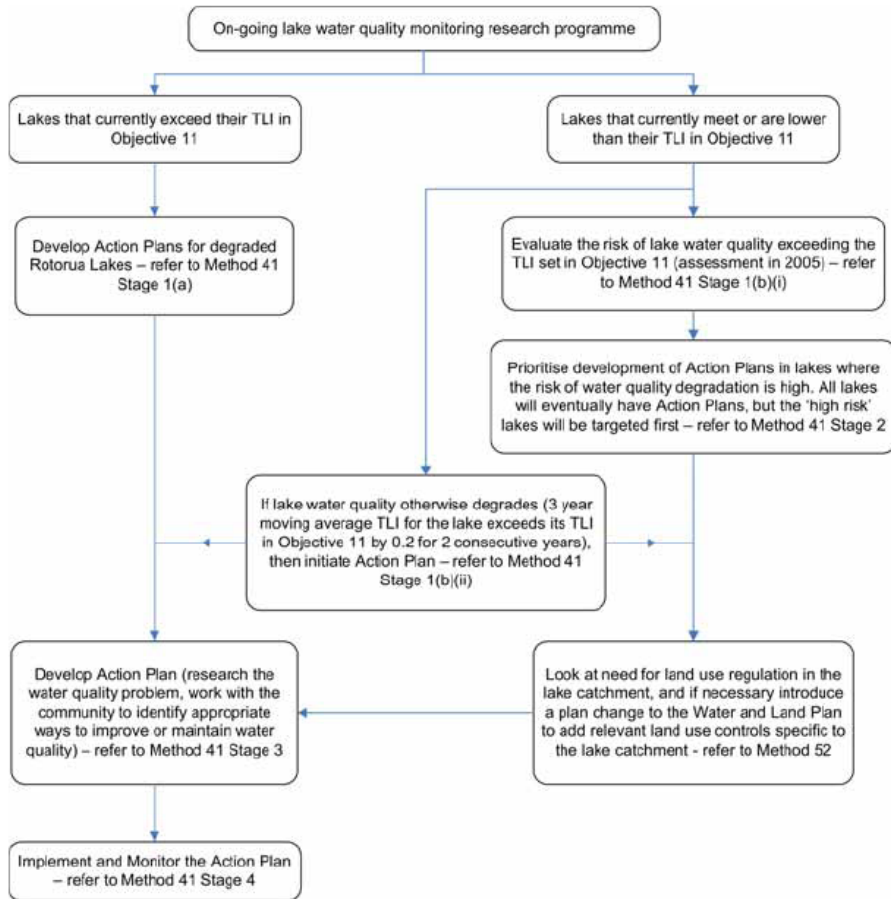 On-going lake water quality monitoring research programme
Lakes that currently exceed their TLI in
Objective 11
Lakes that currently meet or are lower
than their TLI in Objective 11
Develop Action Plans for degraded
Rotorua Lakes – refer to Method 41
Stage 1(a)
Evaluate the risk of lake water quality exceeding the
TLI set in Objective 11 (assessment in 2005) – refer
to Method 41 Stage 1(b)(i)
Prioritise development of Action Plans in lakes where
the risk of water quality degradation is high. All lakes
will eventually have Action Plans, but the ‘high risk’
lakes will be targeted first – refer to Method 41 Stage 2
If lake water quality otherwise degrades (3 year
moving average TLI for the lake exceeds its TLI
in Objective 11 by 0.2 for 2 consecutive years),
then initiate Action Plan – refer to Method 41
Stage 1(b)(ii)
Develop Action Plan (research the
water quality problem, work with the
community to identify appropriate
ways to improve or maintain water
quality) – refer to Method 41 Stage 3
Look at need for land use regulation in the
lake catchment, and if necessary introduce
a plan change to the Water and Land Plan
to add relevant land use controls specific to
the lake catchment - refer to Method 52
Implement and Monitor the Action Plan
– refer to Method 41 Stage 4